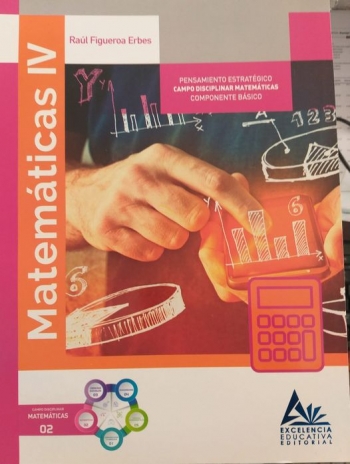 Raúl Figueroa Erbes
Matemáticas IV
PENSAMIENTO ESTRATÉGICO
CAMPO DISCIPLINAR MATEMÁTICAS
COMPONENTE BÁSICO
Y
X
6
6
MATEMÁTICAS
02
EXCELENCIA
EDUCATIVA
EDITORIAL